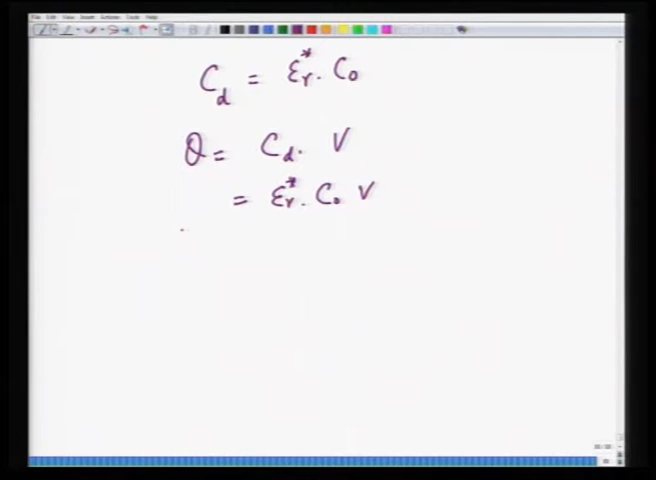 C_d = ε_r^* . C_0
Q = C_d . V
= ε_r^* . C_0 V